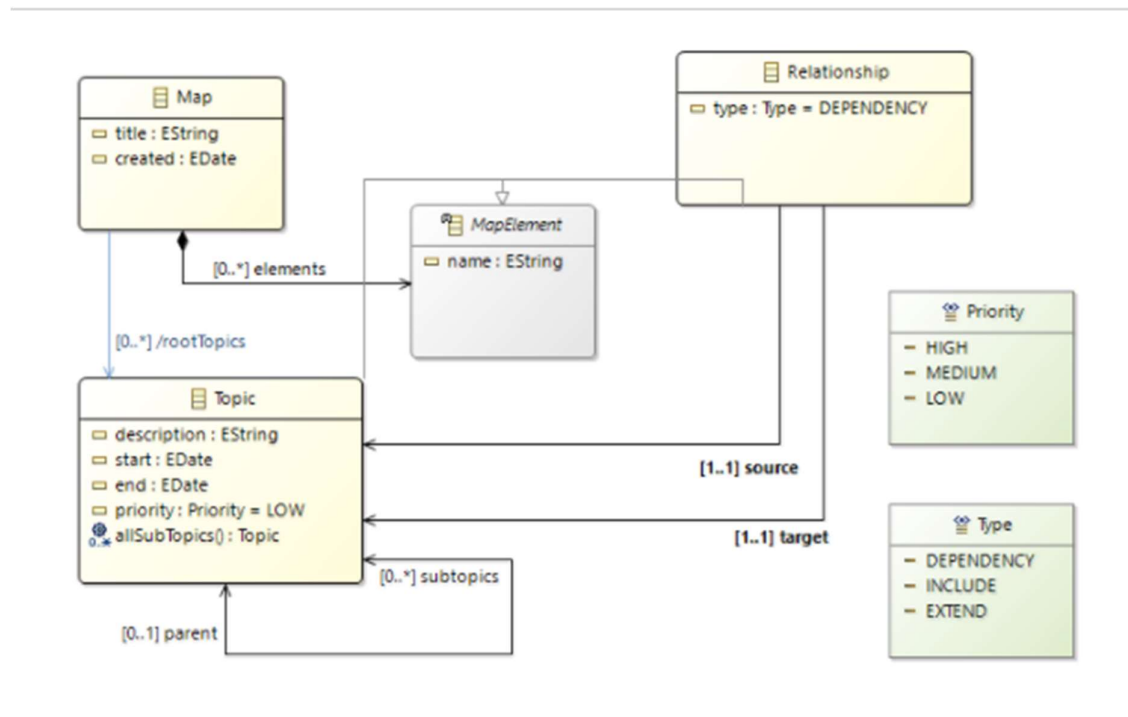 Map
title : EString
created : EDate
Relationship
type : Type = DEPENDENCY
MapElement
name : EString
[0..*] elements
[0..*] /rootTopics
Priority
HIGH
MEDIUM
LOW
Topic
description : EString
start : EDate
end : EDate
priority : Priority = LOW
0..* allSubTopics() : Topic
[1..1] source
[1..1] target
[0..*] subtopics
[0..1] parent
Type
DEPENDENCY
INCLUDE
EXTEND